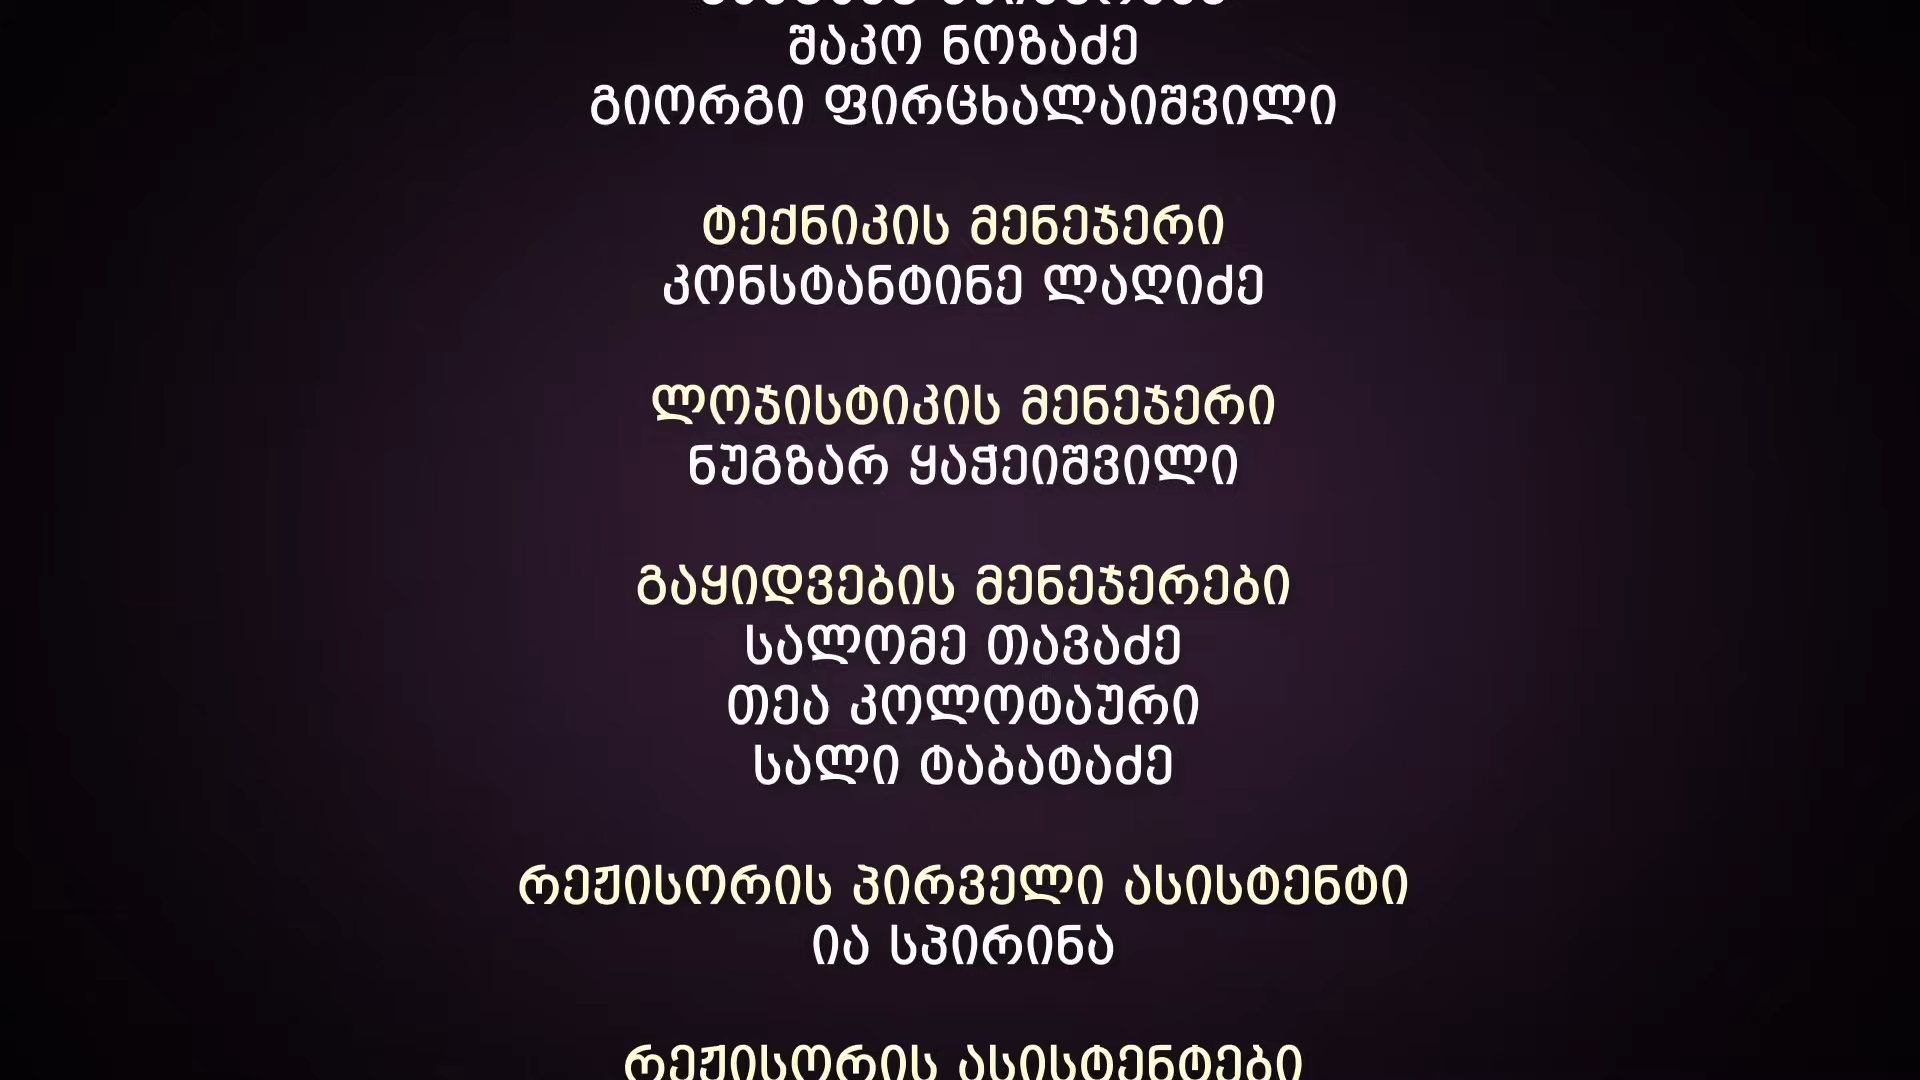 შაკო ნოზაძე
გიორგი ფირცხალაიშვილი
ტექნიკის მენეჯერი
კონსტანტინე ლაღიძე
ლოჯისტიკის მენეჯერი
ნუგზარ ყაჭეიშვილი
გაყიდვების მენეჯერები
სალომე თავაძე
თეა კოლოტაური
სალი ტაბატაძე
რეჟისორის პირველი ასისტენტი
ია სპირინა
რეჟისორის ასისტენტები